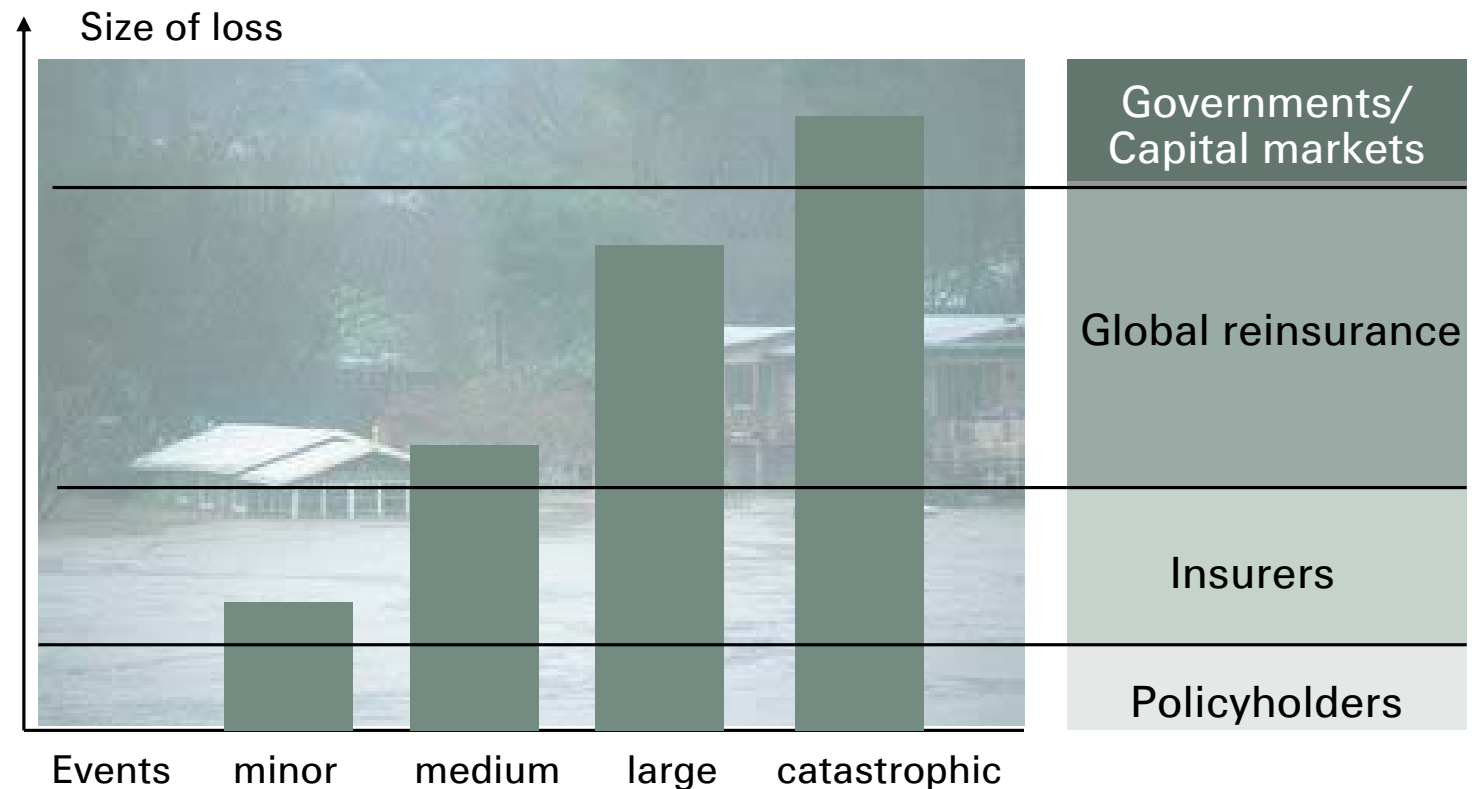 Size of loss
Governments/
Capital markets
Global reinsurance
Insurers
Policyholders
Events minor medium large catastrophic